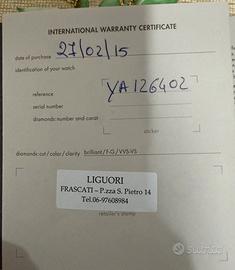 INTERNATIONAL WARRANTY CERTIFICATE
date of purchase 27/02/15
identification of your watch
reference YA126402
serial number
diamonds: number and carat
sticker
diamonds: cut / color / clarity brilliant/F-G/VVS-VS
LIGUORI
FRASCATI – P.zza S. Pietro 14
Tel. 06-97608984
retailer's stamp
Subito